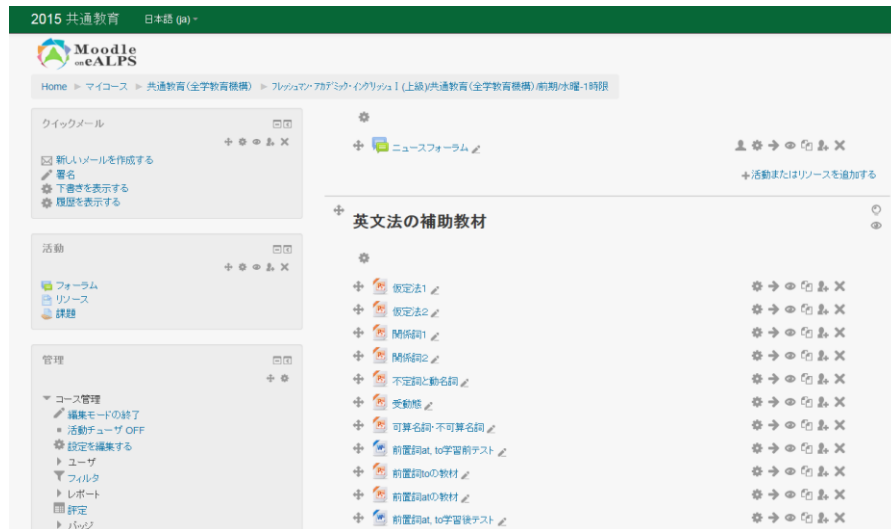 2015 共通教育 日本語 (ja)
Moodle
on eALPS
Home ▶ マイコース ▶ 共通教育(全学教育機構) ▶ フレッシュマン・アカデミック・イングリッシュ I (上級)/共通教育(全学教育機構)/前期/水曜-1時限
クイックメール
新しいメールを作成する
署名
下書きを表示する
履歴を表示する
活動
フォーラム
リソース
課題
管理
コース管理
編集モードの終了
活動チューザ OFF
設定を編集する
ユーザ
フィルタ
レポート
評定
バッジ
ニュースフォーラム
+活動またはリソースを追加する
英文法の補助教材
仮定法1
仮定法2
関係詞1
関係詞2
不定詞と動名詞
受動態
可算名詞・不可算名詞
前置詞at, to学習前テスト
前置詞toの教材
前置詞atの教材
前置詞at, to学習後テスト